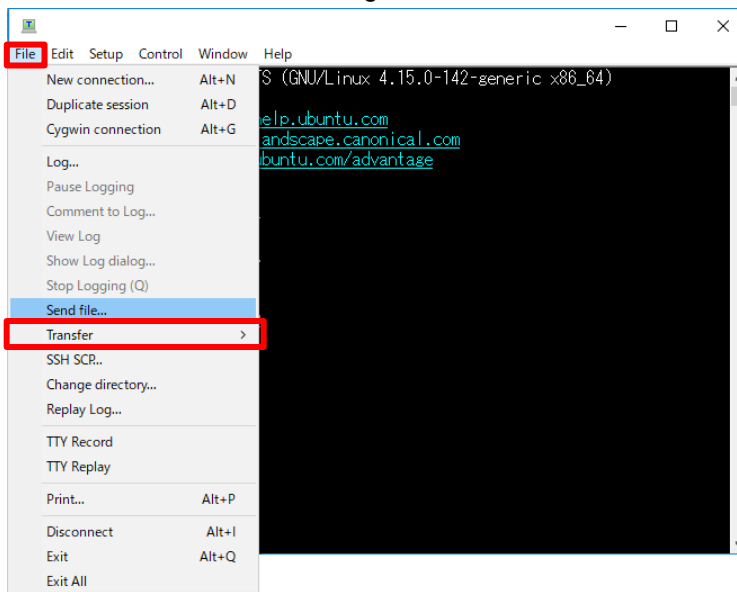 File Edit Setup Control Window Help
New connection... Alt+N
Duplicate session Alt+D
Cygwin connection Alt+G
Log...
Pause Logging
Comment to Log...
View Log
Show Log dialog...
Stop Logging (Q)
Send file...
Transfer >
SSH SCP...
Change directory...
Replay Log...
TTY Record
TTY Replay
Print... Alt+P
Disconnect Alt+I
Exit Alt+Q
Exit All
S (GNU/Linux 4.15.0-142-generic x86_64)
elp.ubuntu.com
andscape.canonical.com
buntu.com/advantage